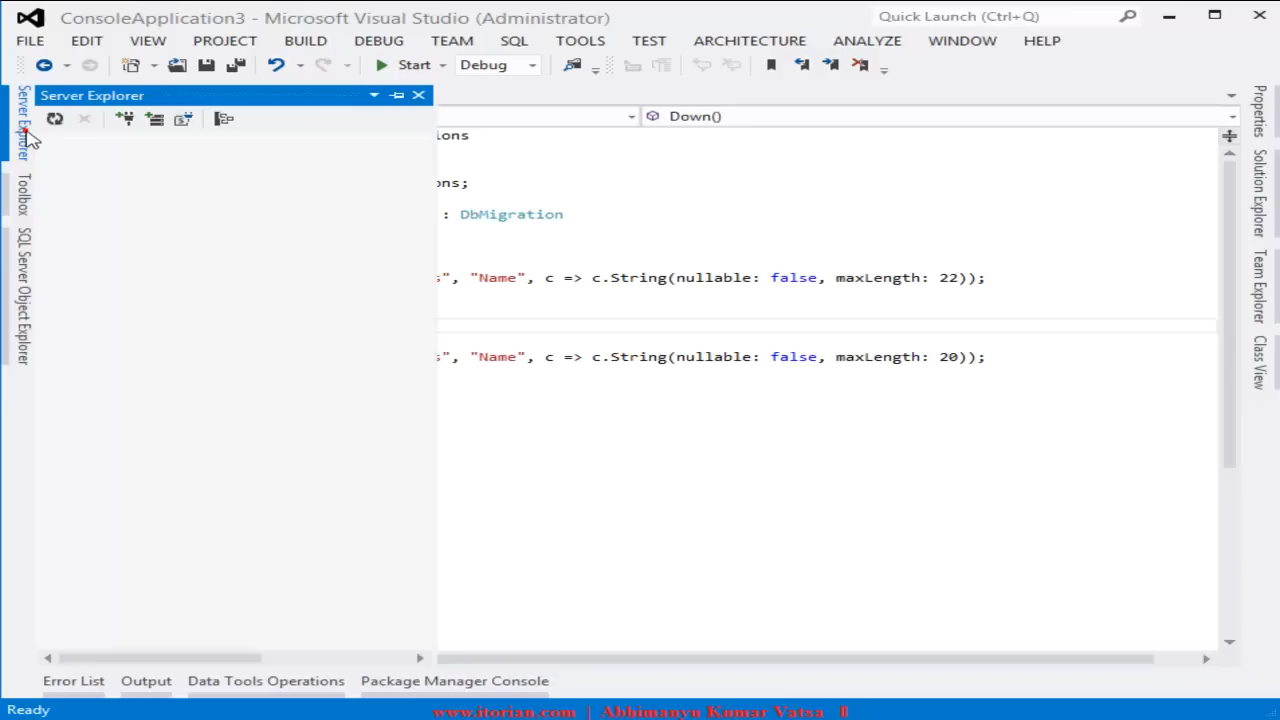 ConsoleApplication3 - Microsoft Visual Studio (Administrator)
Quick Launch (Ctrl+Q)
FILE EDIT VIEW PROJECT BUILD DEBUG TEAM SQL TOOLS TEST ARCHITECTURE ANALYZE WINDOW HELP
Start Debug
Server Explorer
Toolbox
SQL Server Object Explorer
Server Explorer
Down()
ions
ons;
: DbMigration
s", "Name", c => c.String(nullable: false, maxLength: 22));
s", "Name", c => c.String(nullable: false, maxLength: 20));
Properties
Solution Explorer
Team Explorer
Class View
Error List Output Data Tools Operations Package Manager Console
Ready
www.itorian.com | Abhimanyu Kumar Vatsa